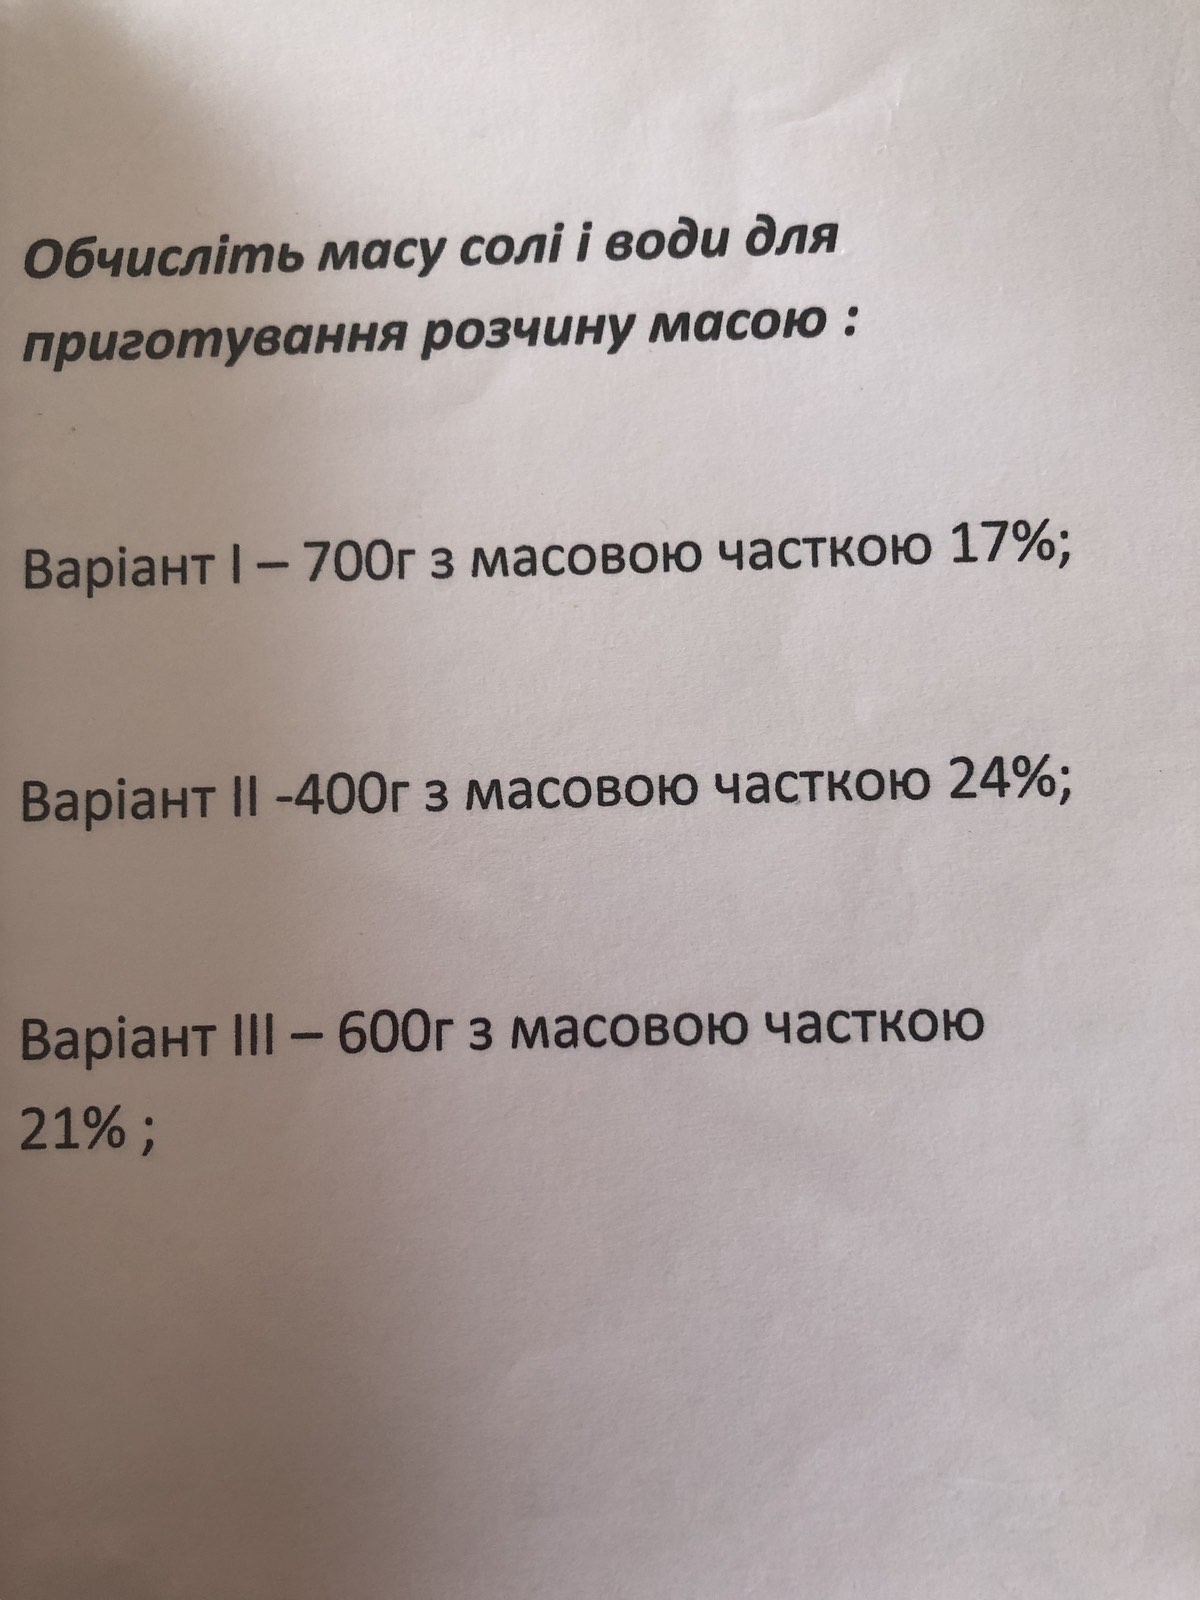 Обчисліть масу солі і води для
приготування розчину масою :
Варіант І – 700г з масовою часткою 17%;
Варіант ІІ -400г з масовою часткою 24%;
Варіант ІІІ – 600г з масовою часткою
21% ;